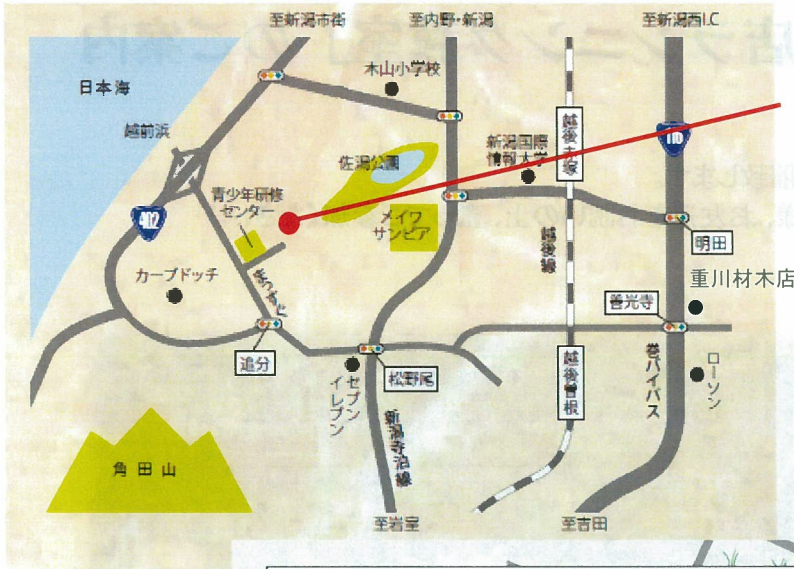 至新潟市街
至内野・新潟
至新潟西I.C
日本海
木山小学校
越前浜
佐潟公園
新潟国際
情報大学
越後赤塚
116
青少年研修
センター
メイワ
サンピア
402
カーブドッチ
まっすぐ
越後線
明田
重川材木店
善光寺
追分
松野尾
セブン
イレブン
越後曽根
巻バイパス
ローソン
新潟寺泊線
角田山
至岩室
至吉田